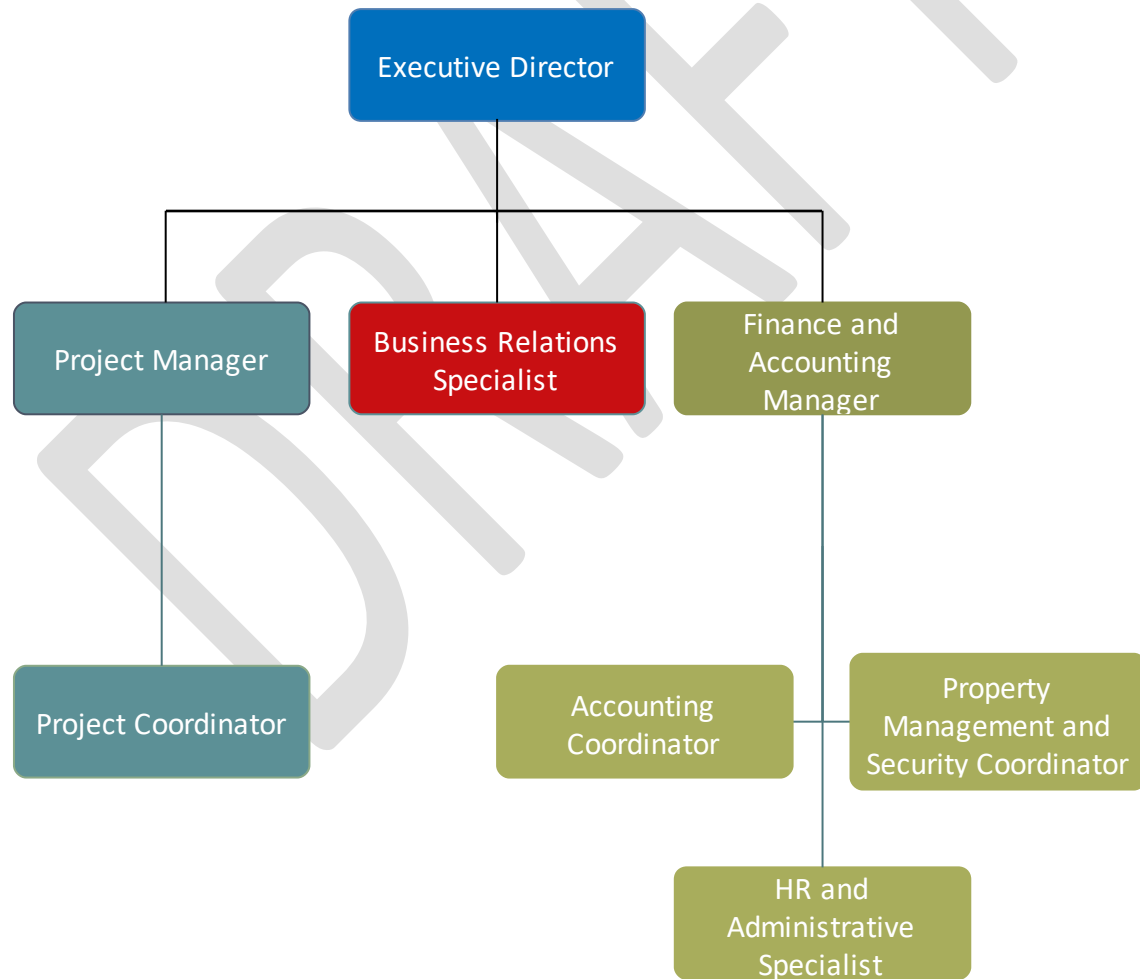 Executive Director
Project Manager
Business Relations
Specialist
Finance and
Accounting
Manager
Project Coordinator
Accounting
Coordinator
Property
Management and
Security Coordinator
HR and
Administrative
Specialist
DRAFT